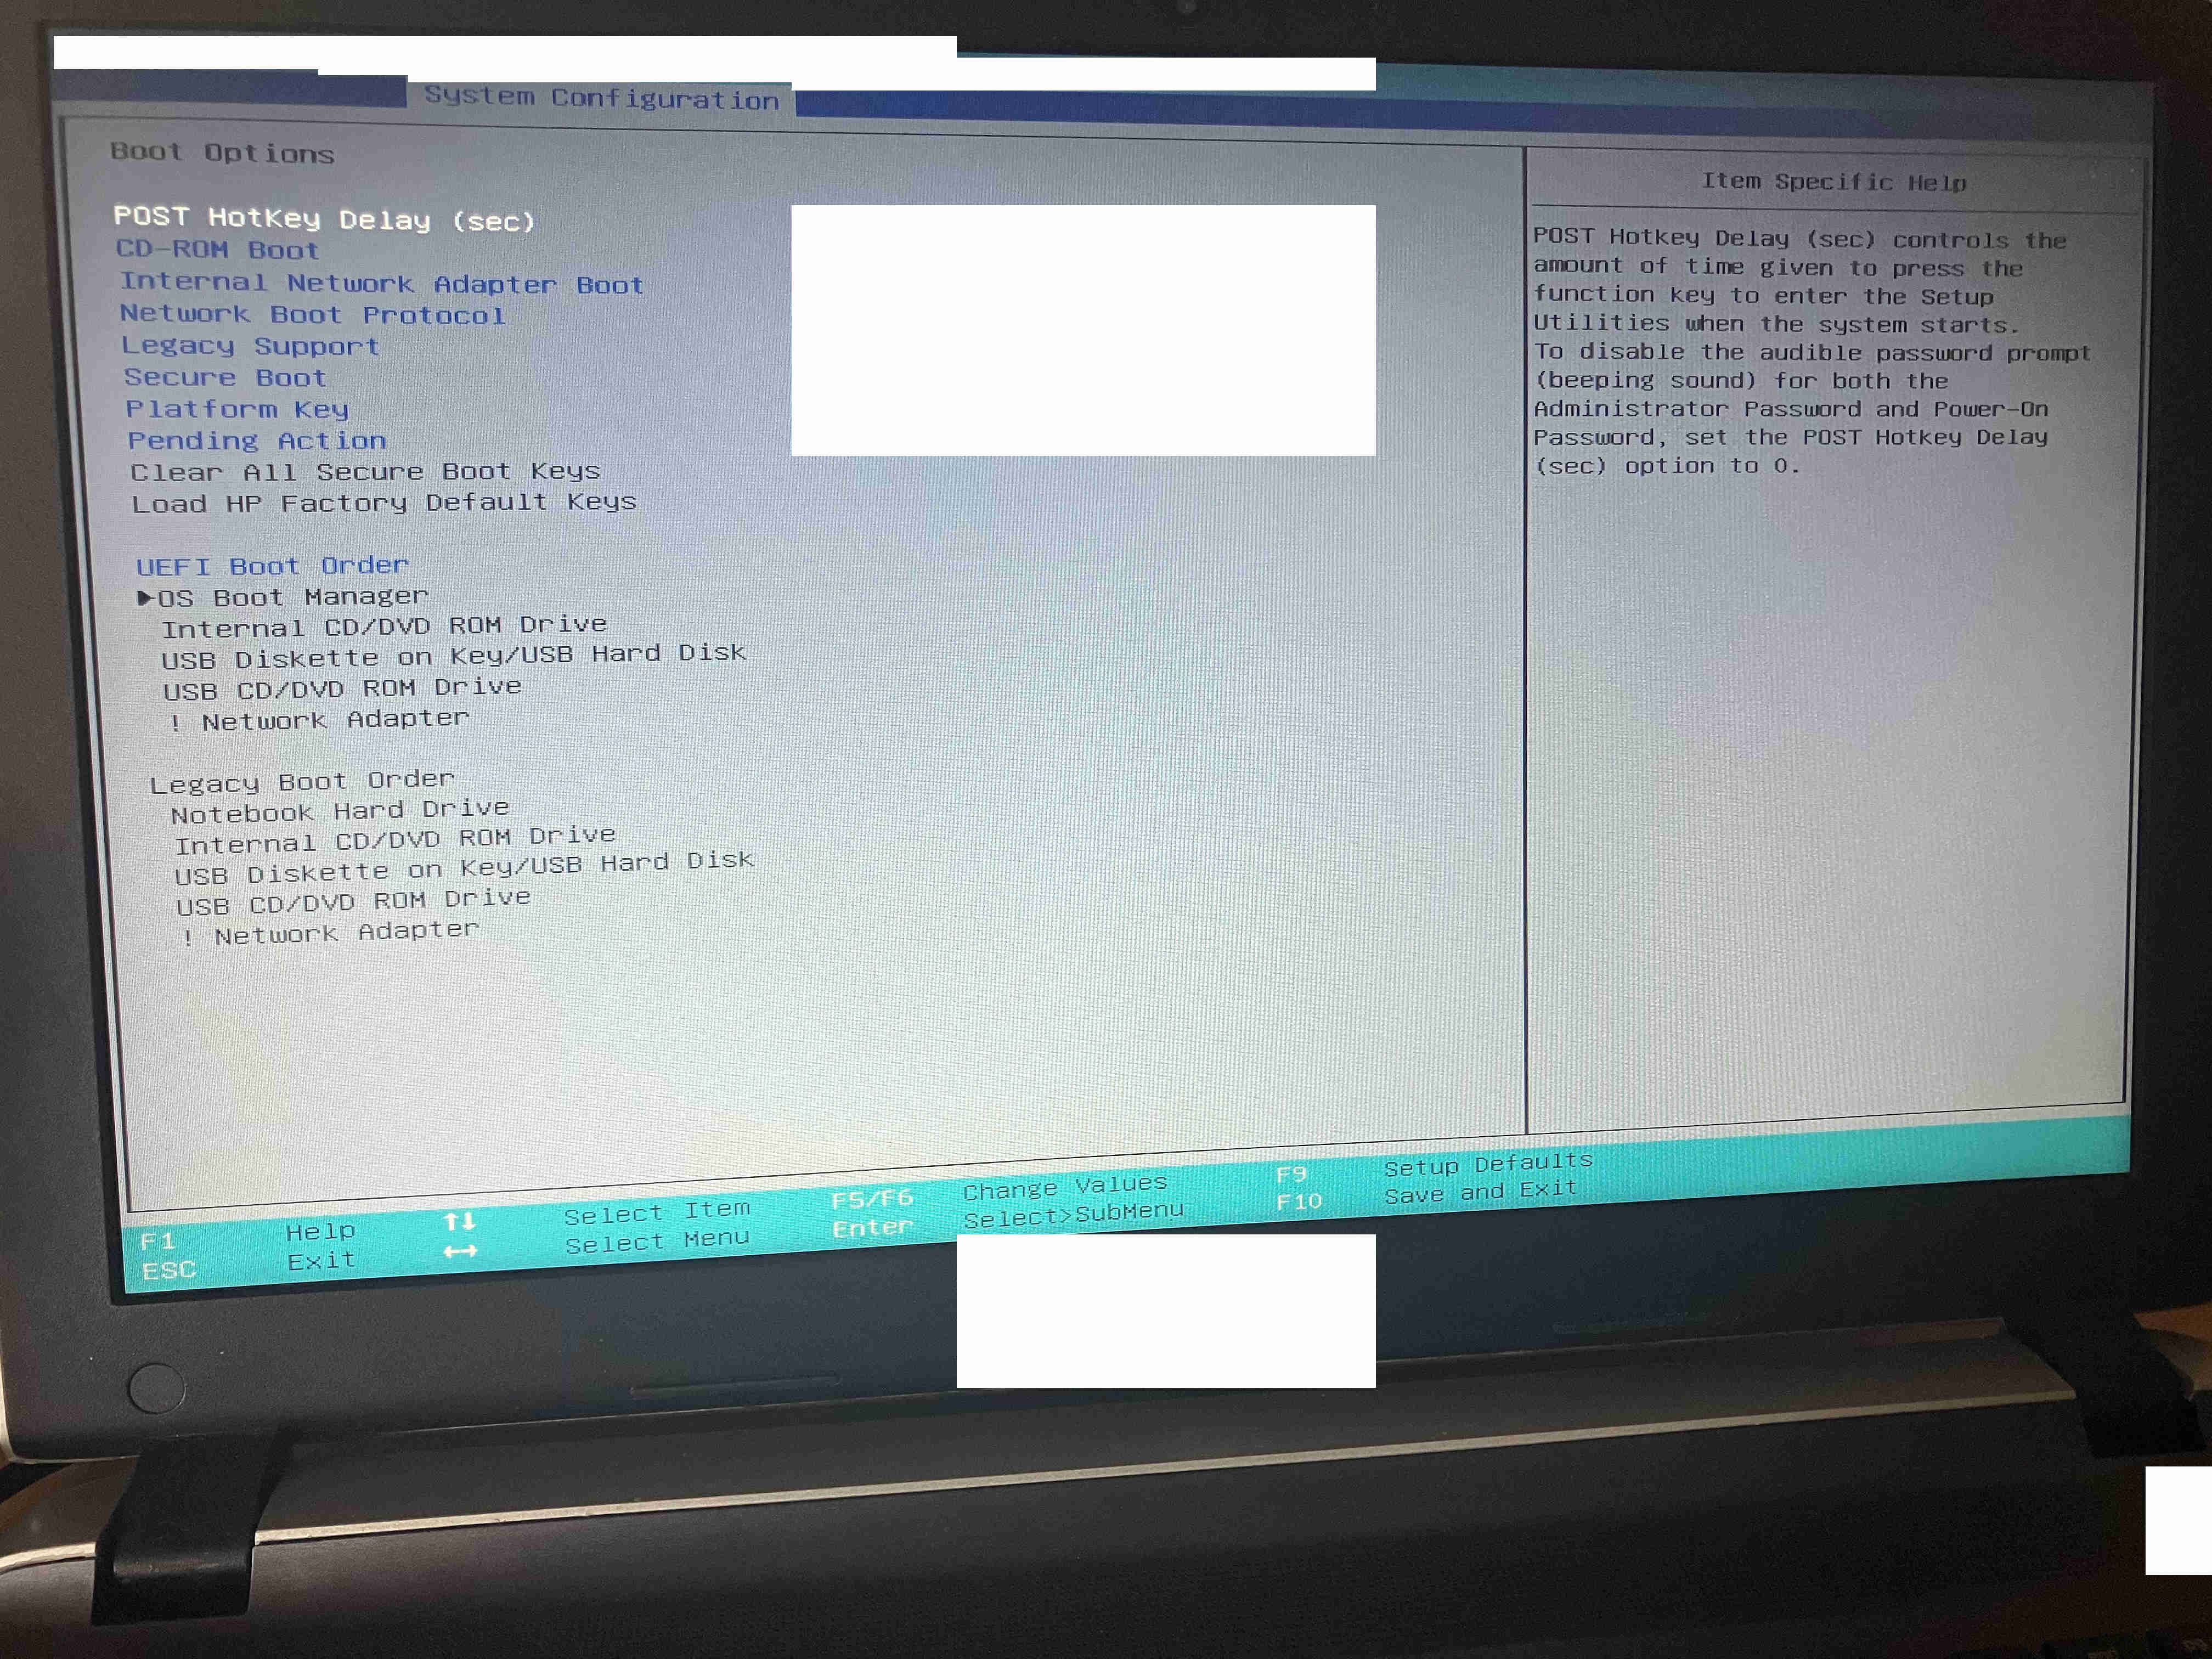 System Configuration
Boot Options
POST HotKey Delay (sec)
CD-ROM Boot
Internal Network Adapter Boot
Network Boot Protocol
Legacy Support
Secure Boot
Platform Key
Pending Action
Clear All Secure Boot Keys
Load HP Factory Default Keys
UEFI Boot Order
▶OS Boot Manager
Internal CD/DVD ROM Drive
USB Diskette on Key/USB Hard Disk
USB CD/DVD ROM Drive
! Network Adapter
Legacy Boot Order
Notebook Hard Drive
Internal CD/DVD ROM Drive
USB Diskette on Key/USB Hard Disk
USB CD/DVD ROM Drive
! Network Adapter
Item Specific Help
POST Hotkey Delay (sec) controls the
amount of time given to press the
function key to enter the Setup
Utilities when the system starts.
To disable the audible password prompt
(beeping sound) for both the
Administrator Password and Power-On
Password, set the POST Hotkey Delay
(sec) option to 0.
F1 Help ↑↓ Select Item F5/F6 Change Values F9 Setup Defaults
ESC Exit ↔ Select Menu Enter Select>SubMenu F10 Save and Exit